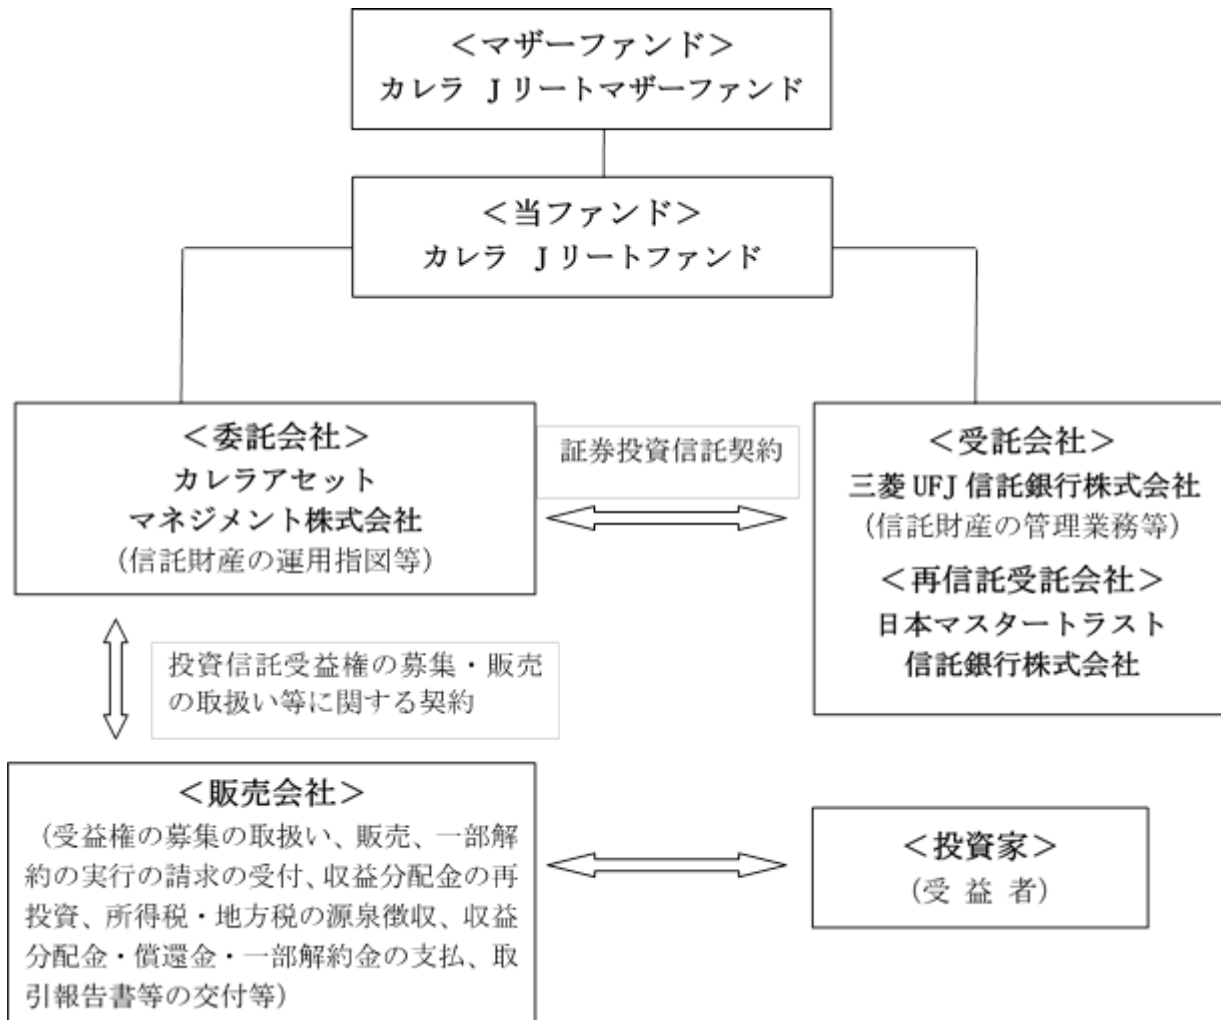 ＜マザーファンド＞
カレラ Jリートマザーファンド
＜当ファンド＞
カレラ Jリートファンド
＜委託会社＞
カレラアセット
マネジメント株式会社
(信託財産の運用指図等)
証券投資信託契約
＜受託会社＞
三菱UFJ信託銀行株式会社
(信託財産の管理業務等)
＜再信託受託会社＞
日本マスタートラスト
信託銀行株式会社
投資信託受益権の募集・販売
の取扱い等に関する契約
＜販売会社＞
(受益権の募集の取扱い、販売、一部解
約の実行の請求の受付、収益分配金の再
投資、所得税・地方税の源泉徴収、収益
分配金・償還金・一部解約金の支払、取
引報告書等の交付等)
＜投資家＞
(受 益 者)